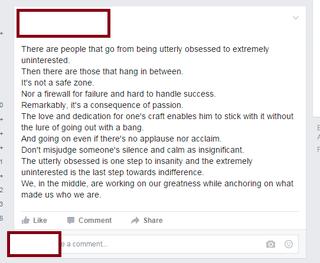 There are people that go from being utterly obsessed to extremely
uninterested.
Then there are those that hang in between.
It's not a safe zone.
Nor a firewall for failure and hard to handle success.
Remarkably, it's a consequence of passion.
The love and dedication for one's craft enables him to stick with it without
the lure of going out with a bang.
And going on even if there's no applause nor acclaim.
Don't misjudge someone's silence and calm as insignificant.
The utterly obsessed is one step to insanity and the extremely
uninterested is the last step towards indifference.
We, in the middle, are working on our greatness while anchoring on what
made us who we are.
Like Comment Share
a comment...